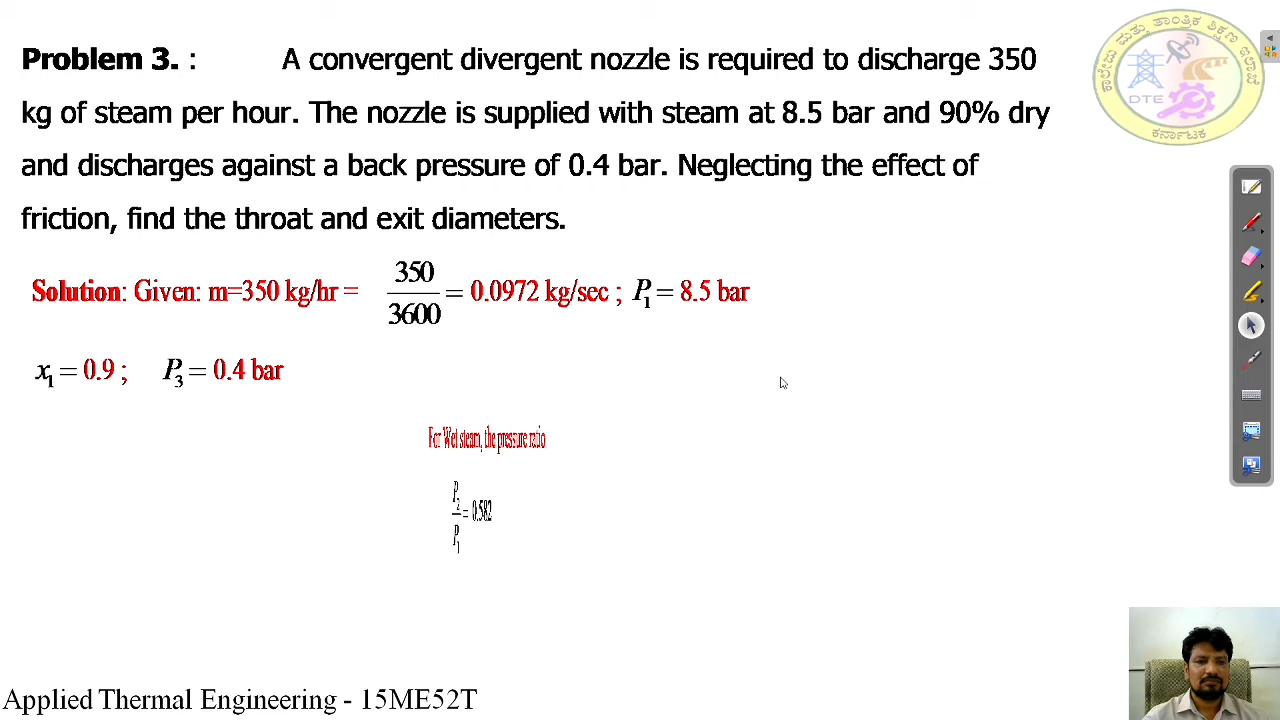 Problem 3. : A convergent divergent nozzle is required to discharge 350
kg of steam per hour. The nozzle is supplied with steam at 8.5 bar and 90% dry
and discharges against a back pressure of 0.4 bar. Neglecting the effect of
friction, find the throat and exit diameters.
Solution: Given: m=350 kg/hr = 350/3600 = 0.0972 kg/sec ; P₁ = 8.5 bar
x₁ = 0.9 ; P₃ = 0.4 bar
For Wet steam, the pressure ratio
P₂/P₁ = 0.582
Applied Thermal Engineering - 15ME52T
DTE
ಕರ್ನಾಟಕ